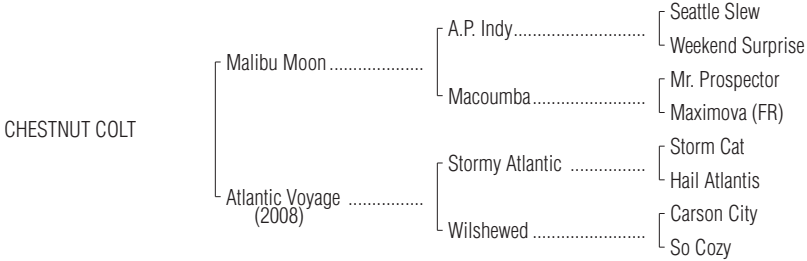 Seattle Slew
A.P. Indy.............................
Weekend Surprise
Malibu Moon ....................
Mr. Prospector
Macoumba.........................
Maximova (FR)
CHESTNUT COLT
Storm Cat
Stormy Atlantic ................
Hail Atlantis
Atlantic Voyage ................
(2008)
Carson City
Wilshewed .........................
So Cozy